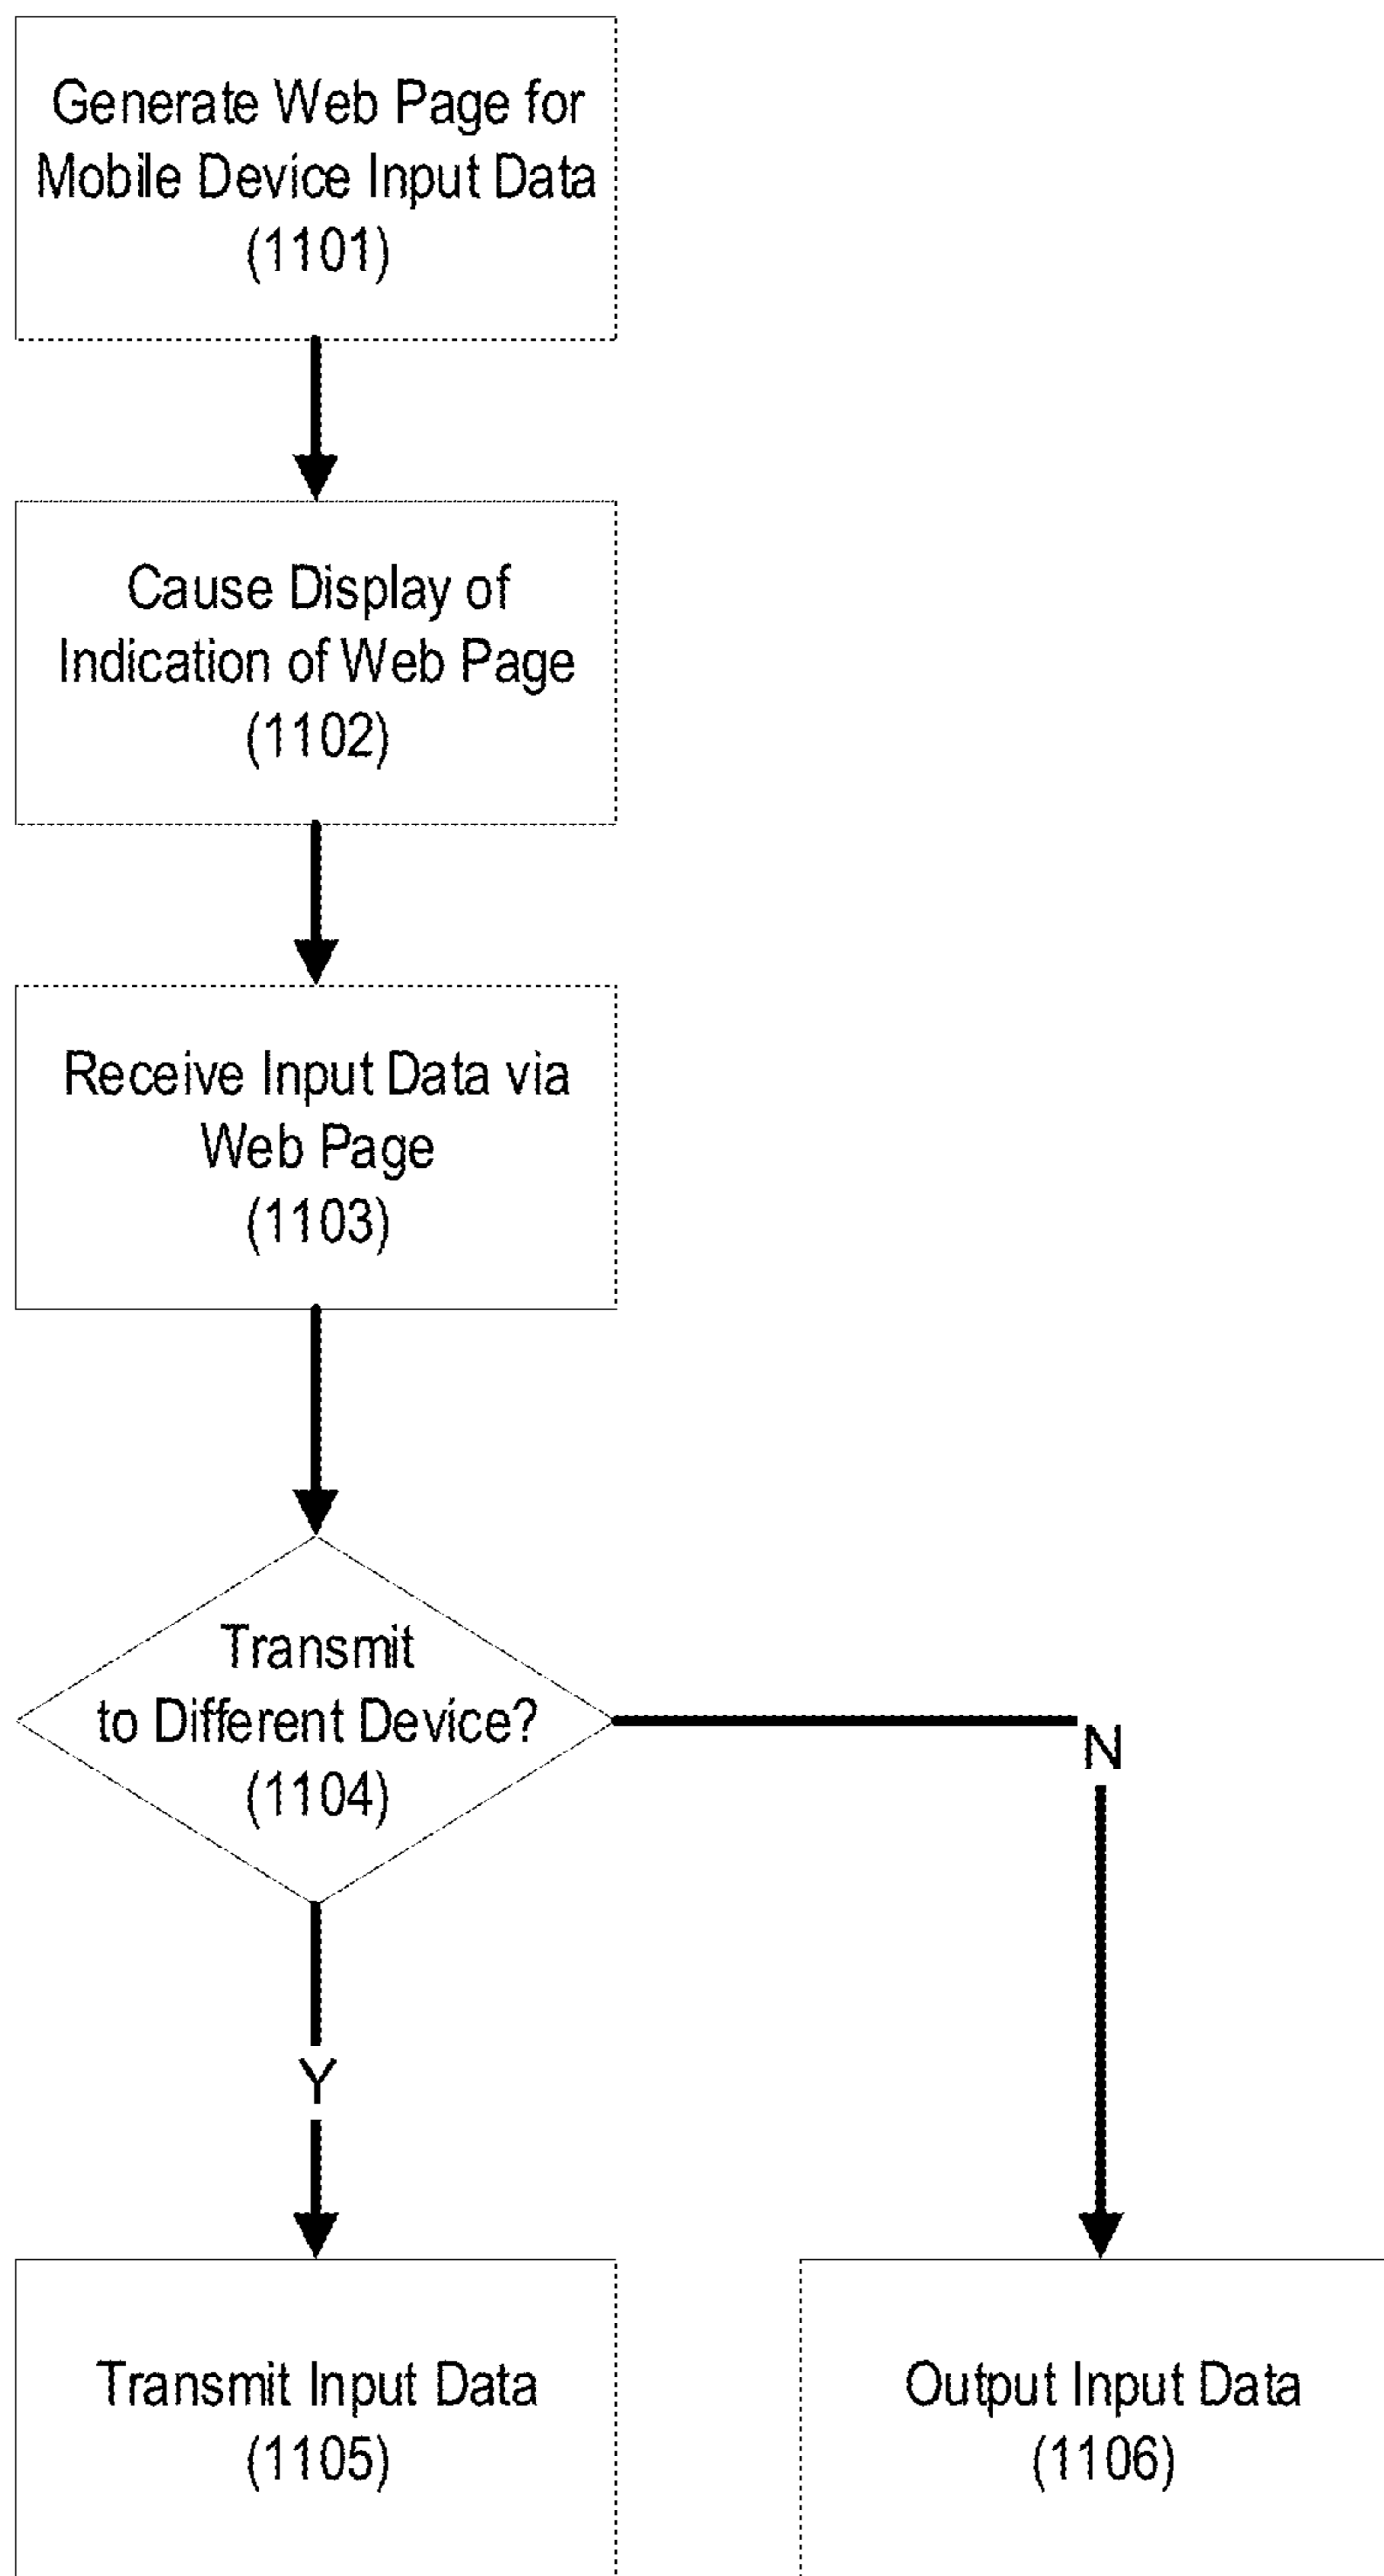 Generate Web Page for
Mobile Device Input Data
(1101)
Cause Display of
Indication of Web Page
(1102)
Receive Input Data via
Web Page
(1103)
Transmit
to Different Device?
(1104)
N
Y
Transmit Input Data
(1105)
Output Input Data
(1106)